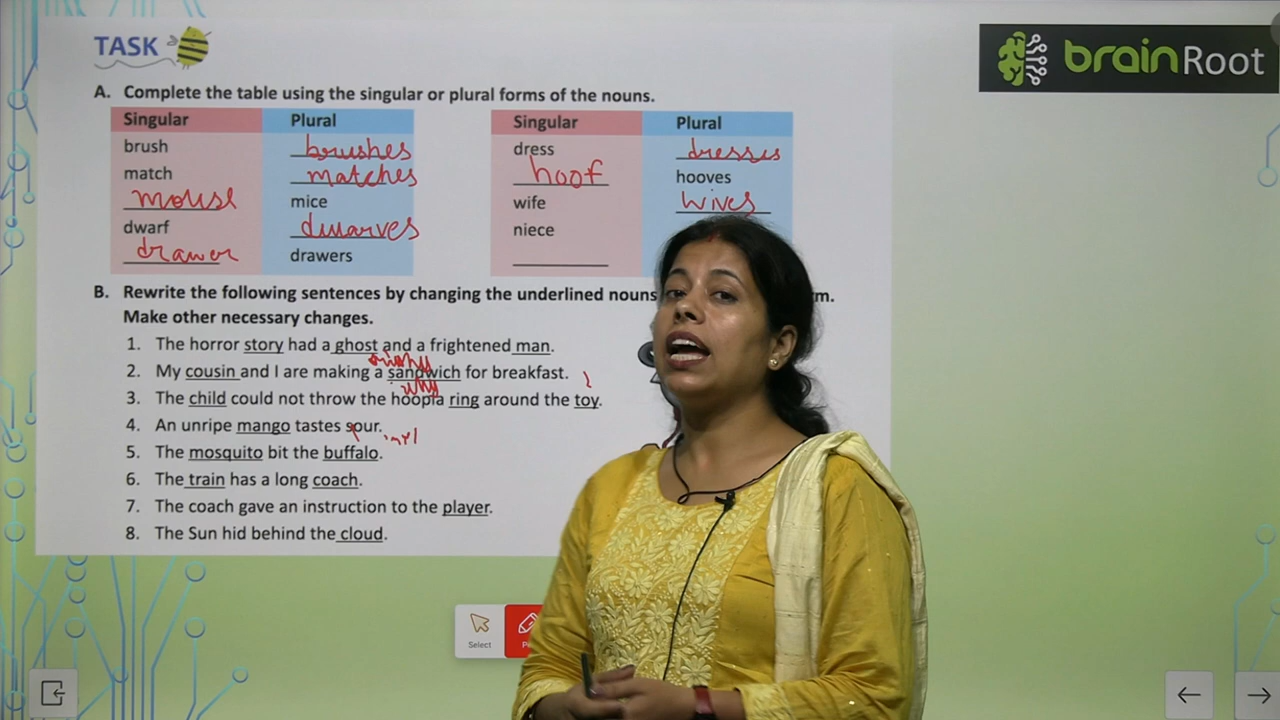 TASK
brainRoot
A. Complete the table using the singular or plural forms of the nouns.
Singular Plural
brush brushes
match matches
mouse mice
dwarf dwarves
drawer drawers
Singular Plural
dress dresses
hoof hooves
wife wives
niece
B. Rewrite the following sentences by changing the underlined nouns
Make other necessary changes.
1. The horror story had a ghost and a frightened man.
2. My cousin and I are making a sandwich for breakfast.
3. The child could not throw the hoopla ring around the toy.
4. An unripe mango tastes sour.
5. The mosquito bit the buffalo.
6. The train has a long coach.
7. The coach gave an instruction to the player.
8. The Sun hid behind the cloud.
Select